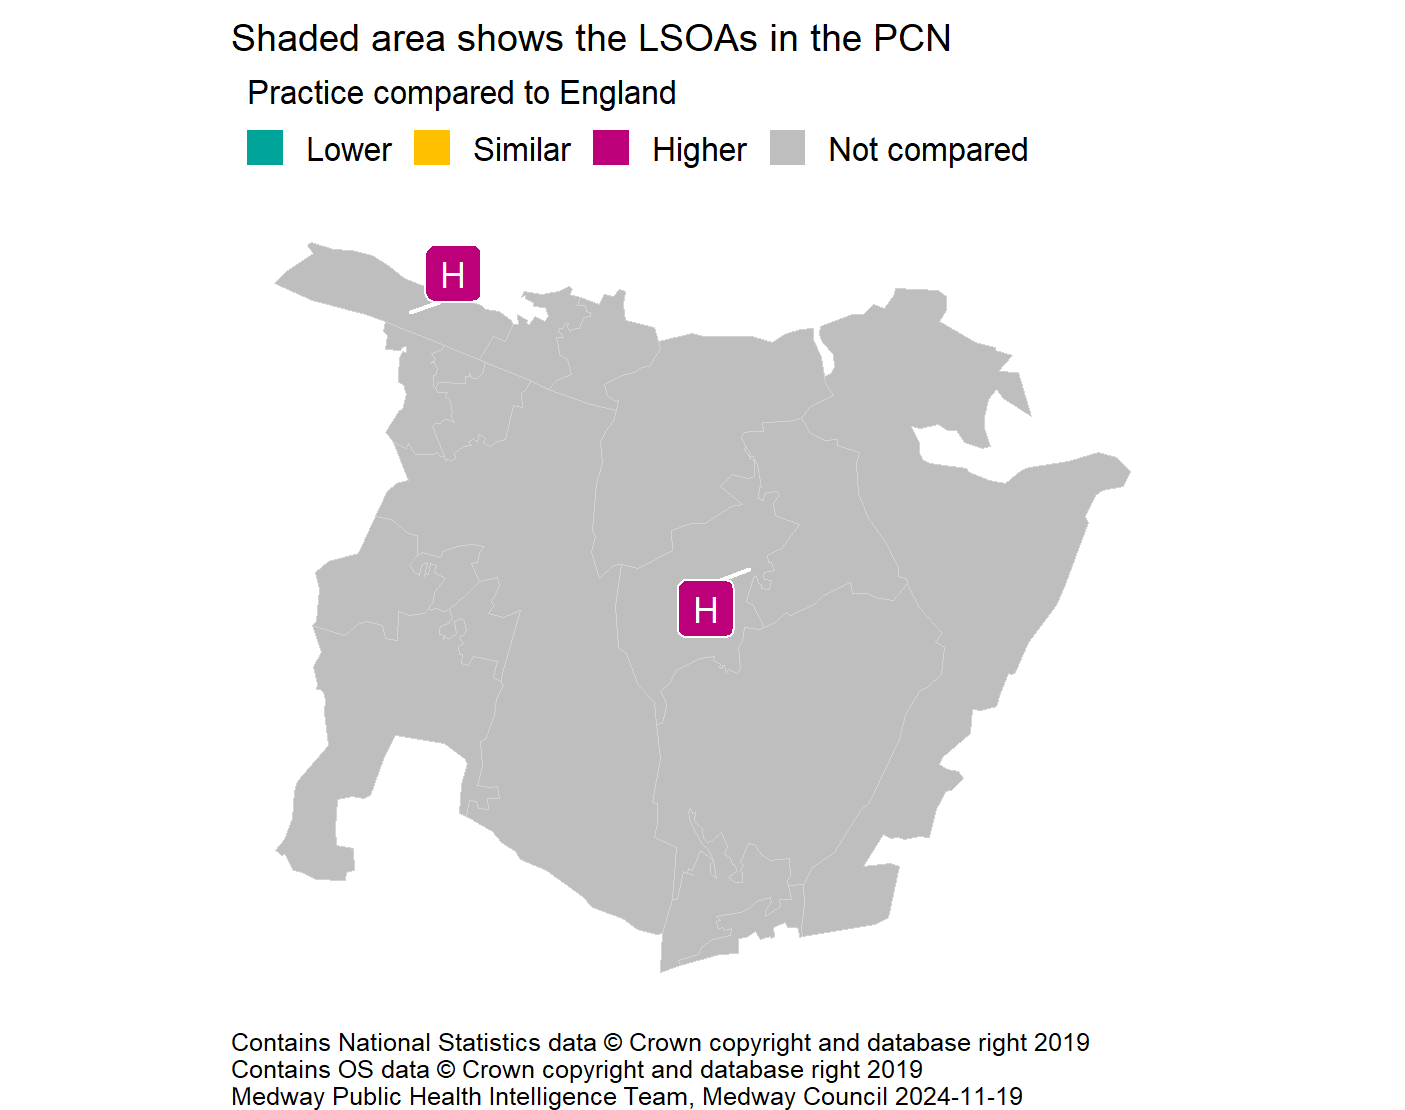 Shaded area shows the LSOAs in the PCN
Practice compared to England
Lower Similar Higher Not compared
H
H
Contains National Statistics data © Crown copyright and database right 2019
Contains OS data © Crown copyright and database right 2019
Medway Public Health Intelligence Team, Medway Council 2024-11-19